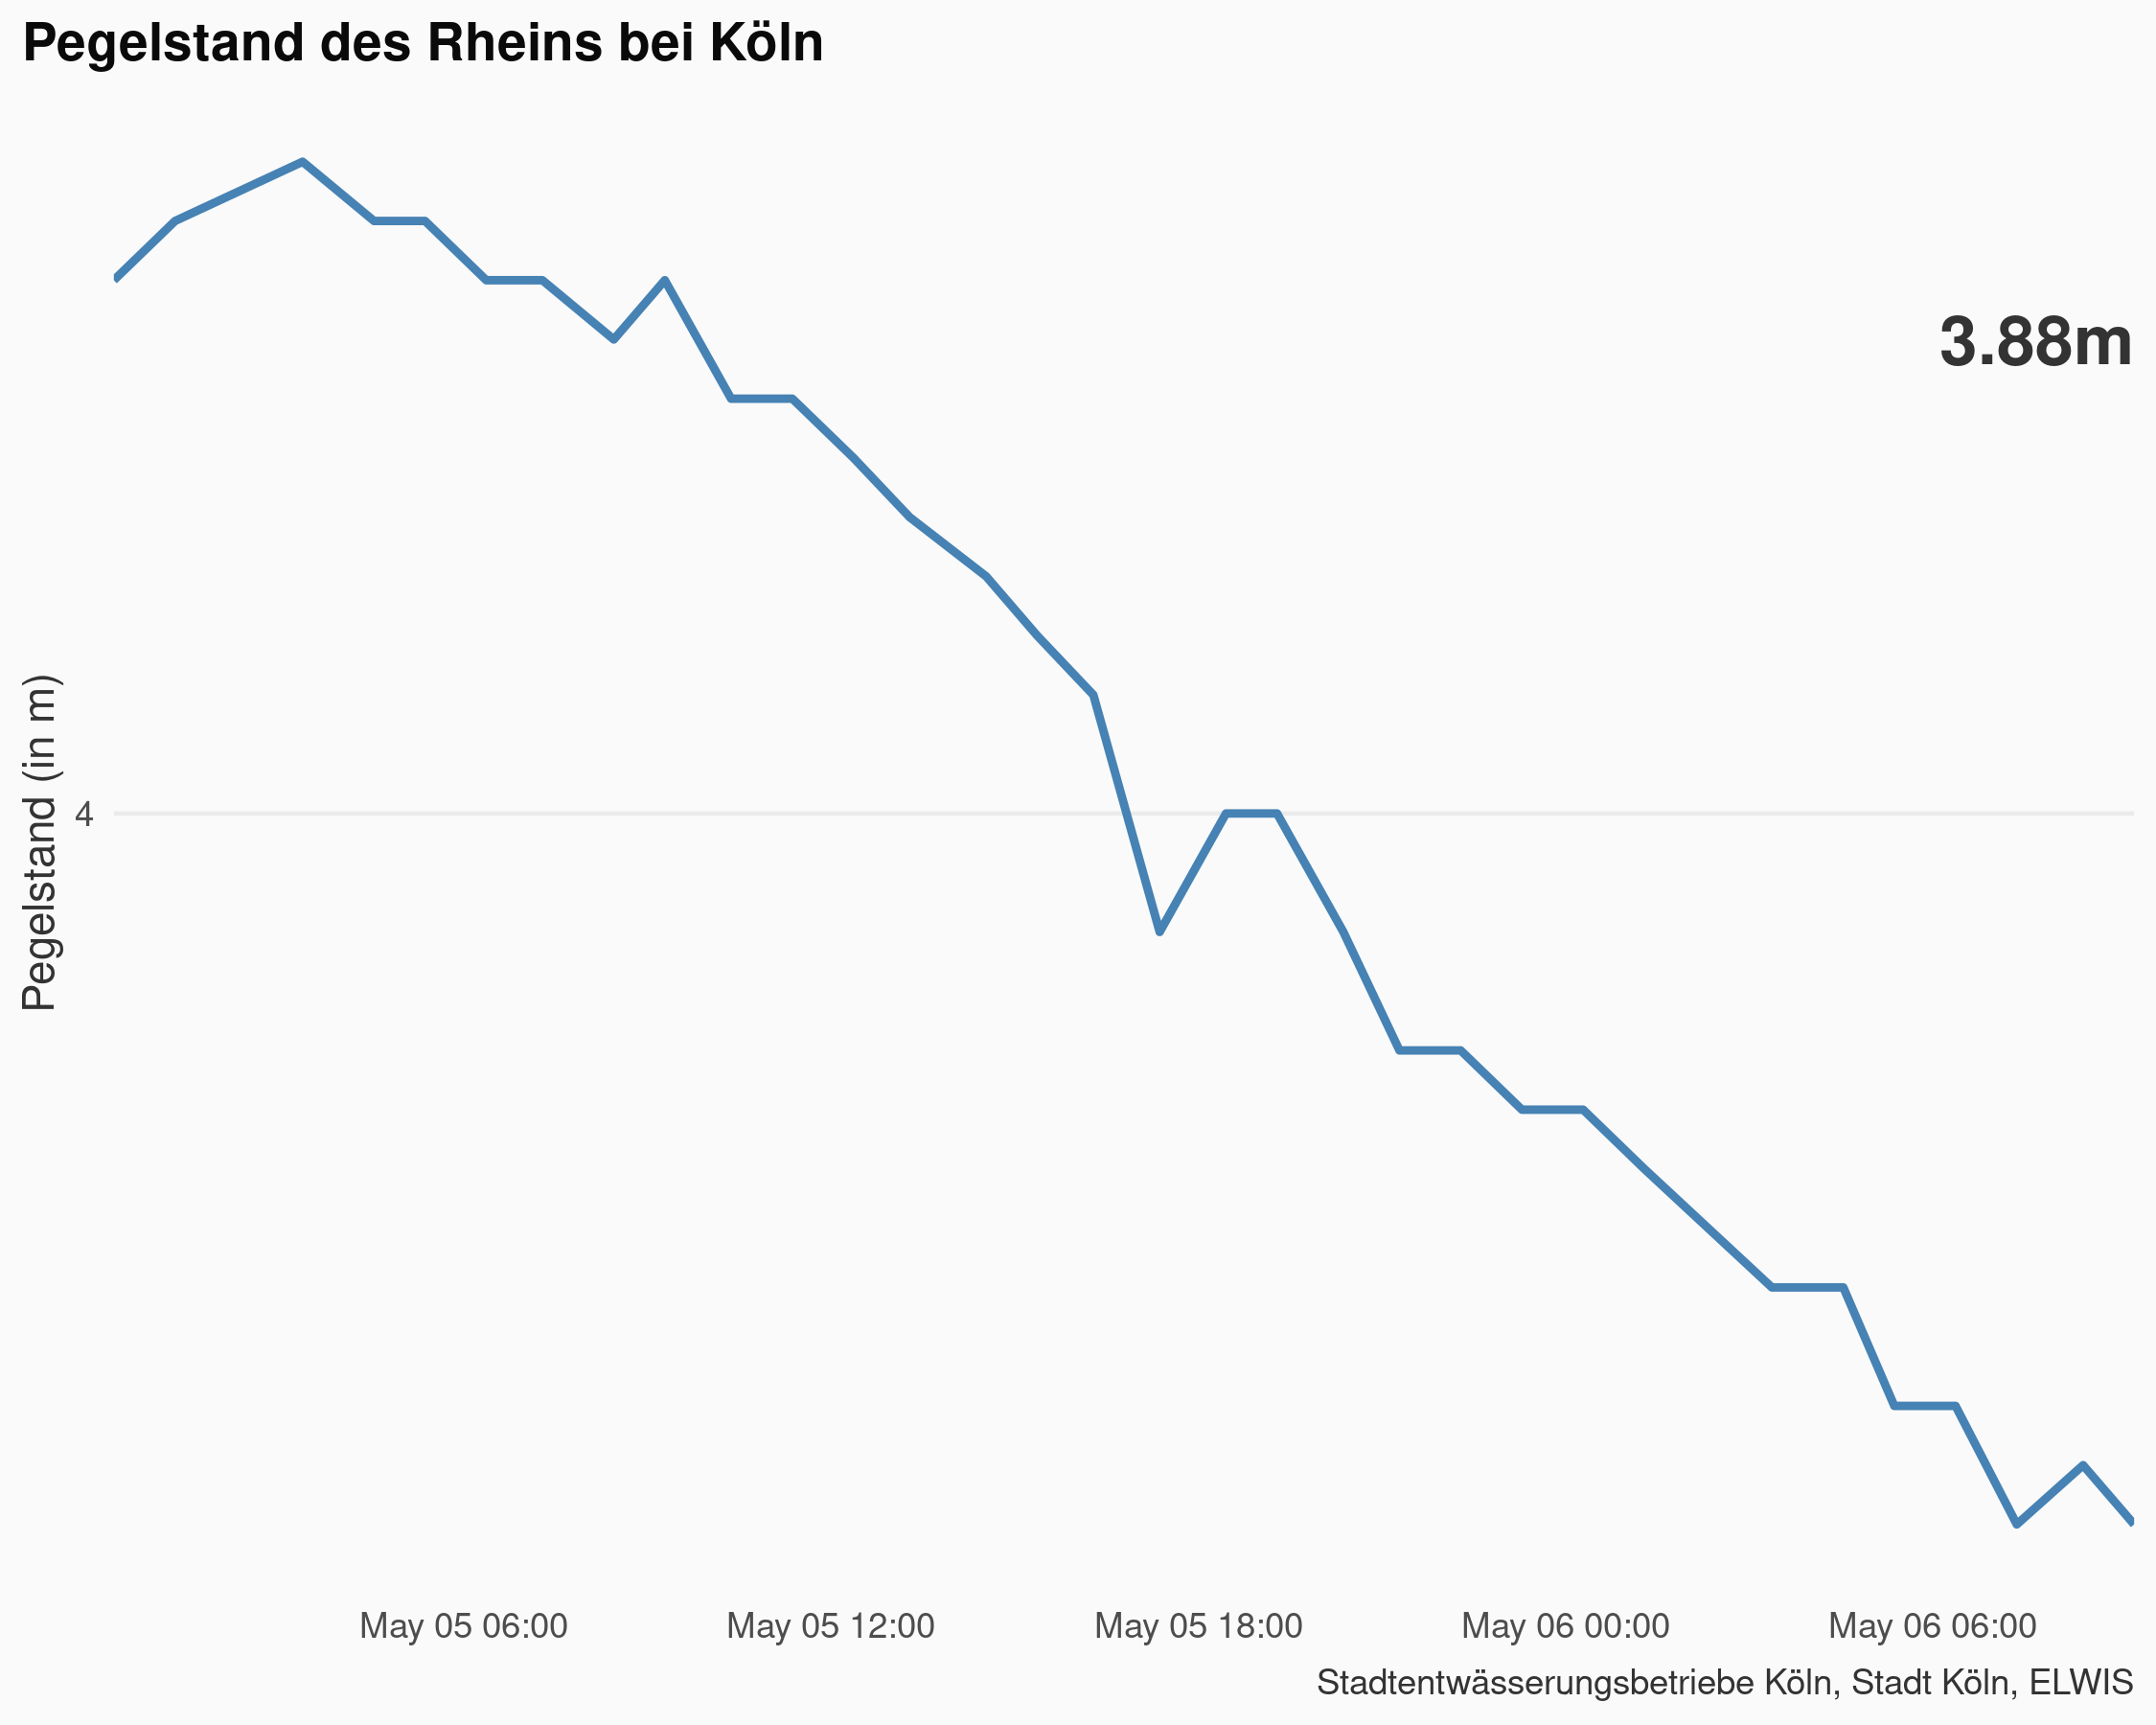 Pegelstand des Rheins bei Köln
3.88m
Pegelstand (in m)
4
May 05 06:00
May 05 12:00
May 05 18:00
May 06 00:00
May 06 06:00
Stadtentwässerungsbetriebe Köln, Stadt Köln, ELWIS